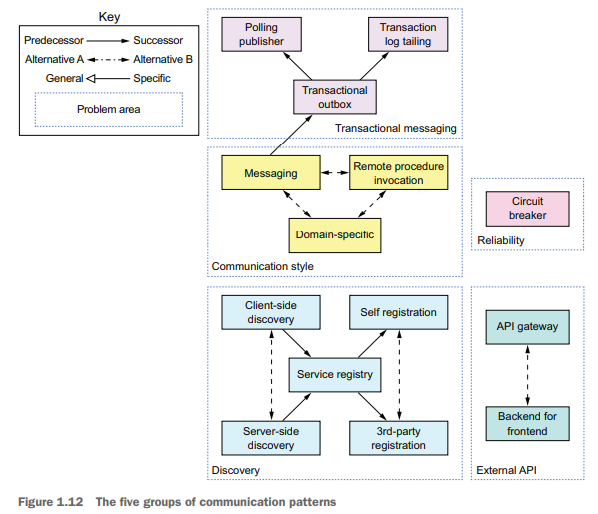 Key
Predecessor
Successor
Alternative A
Alternative B
General
Specific
Problem area
Polling
publisher
Transaction
log tailing
Transactional
outbox
Transactional messaging
Messaging
Remote procedure
invocation
Domain-specific
Communication style
Circuit
breaker
Reliability
Client-side
discovery
Self registration
Service registry
Server-side
discovery
3rd-party
registration
Discovery
API gateway
Backend for
frontend
External API
Figure 1.12 The five groups of communication patterns